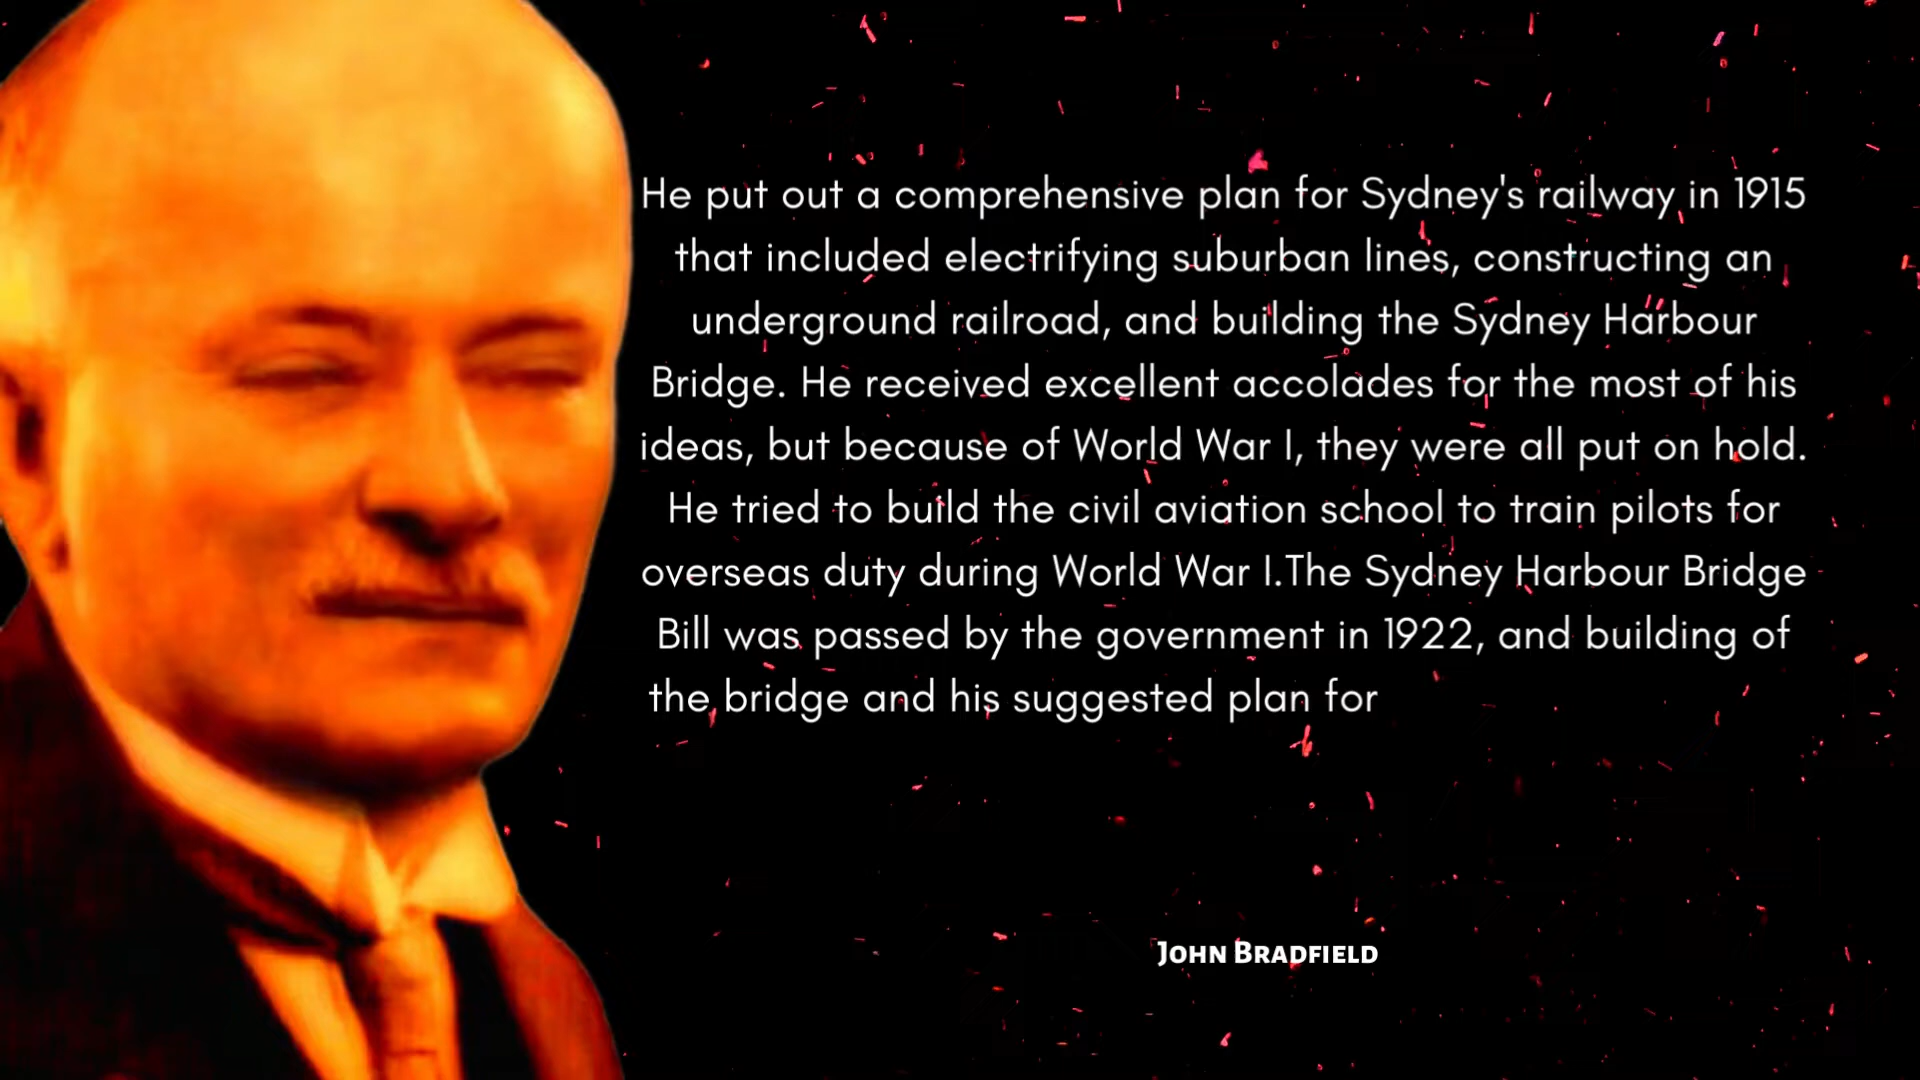 He put out a comprehensive plan for Sydney's railway in 1915
that included electrifying suburban lines, constructing an
underground railroad, and building the Sydney Harbour
Bridge. He received excellent accolades for the most of his
ideas, but because of World War I, they were all put on hold.
He tried to build the civil aviation school to train pilots for
overseas duty during World War I.The Sydney Harbour Bridge
Bill was passed by the government in 1922, and building of
the bridge and his suggested plan for
John Bradfield